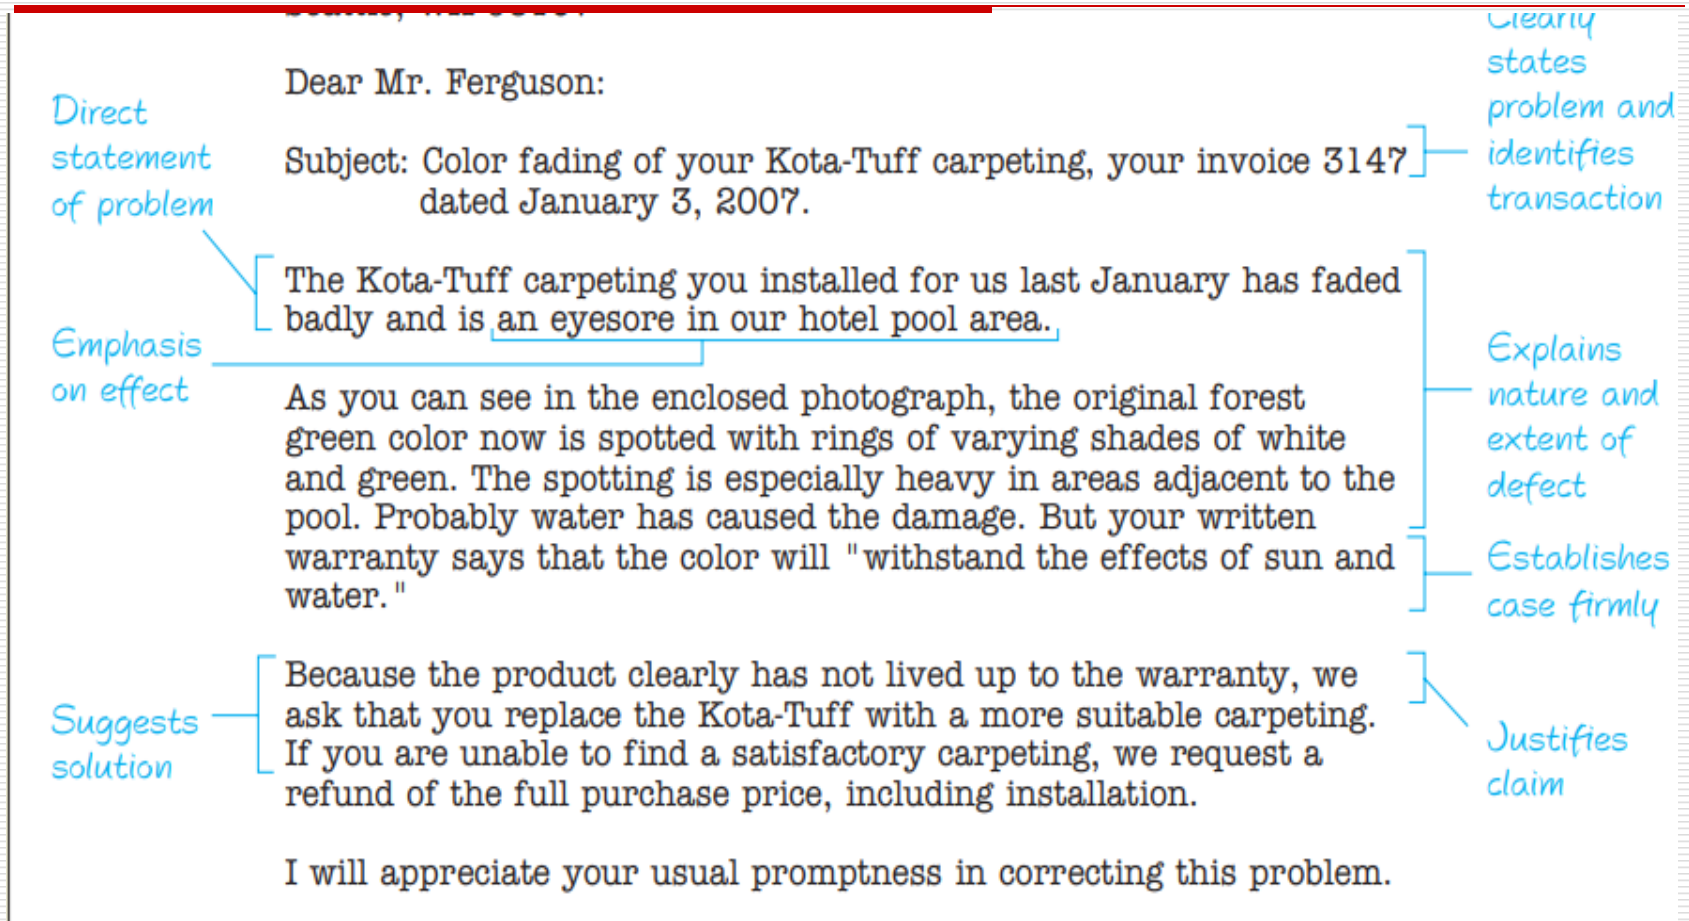 Dear Mr. Ferguson:
Subject: Color fading of your Kota-Tuff carpeting, your invoice 3147
dated January 3, 2007.
The Kota-Tuff carpeting you installed for us last January has faded
badly and is an eyesore in our hotel pool area.
As you can see in the enclosed photograph, the original forest
green color now is spotted with rings of varying shades of white
and green. The spotting is especially heavy in areas adjacent to the
pool. Probably water has caused the damage. But your written
warranty says that the color will "withstand the effects of sun and
water."
Because the product clearly has not lived up to the warranty, we
ask that you replace the Kota-Tuff with a more suitable carpeting.
If you are unable to find a satisfactory carpeting, we request a
refund of the full purchase price, including installation.
I will appreciate your usual promptness in correcting this problem.
Direct
statement
of problem
Emphasis
on effect
Suggests
solution
Clearly
states
problem and
identifies
transaction
Explains
nature and
extent of
defect
Establishes
case firmly
Justifies
claim